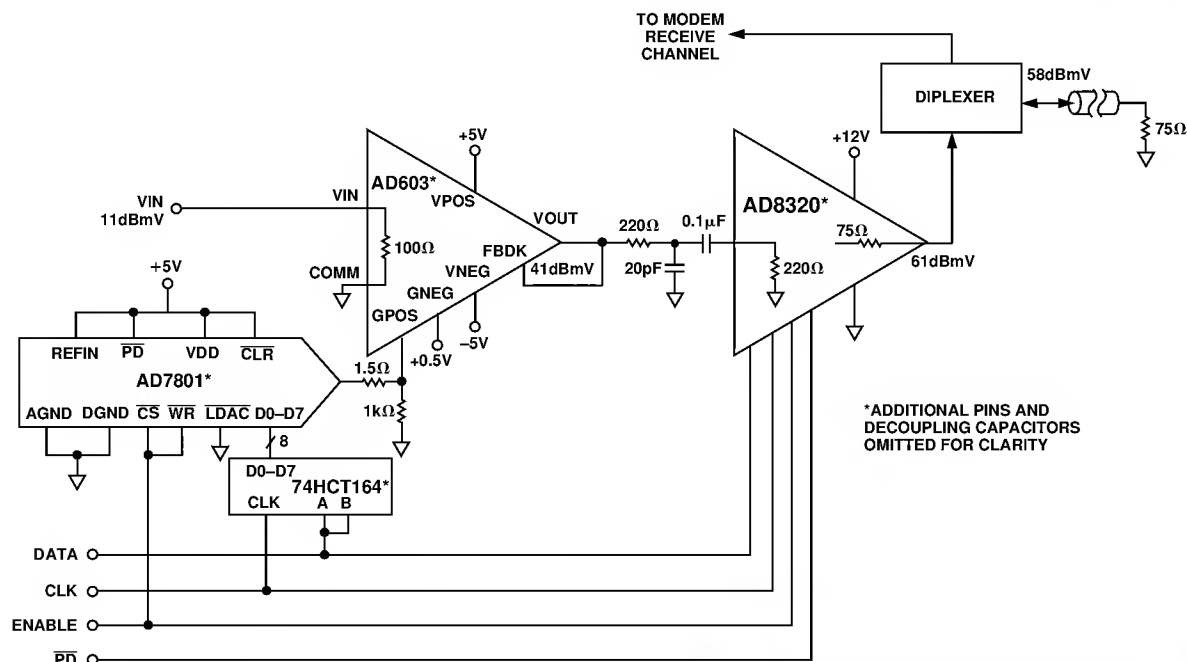 TO MODEM
RECEIVE
CHANNEL
DIPLEXER
58dBmV
75Ω
+5V
+12V
VIN
11dBmV
VIN
AD603*
VPOS
100Ω
VOUT
FBDK
41dBmV
COMM
VNEG
GNEG
GPOS
+0.5V
–5V
220Ω
0.1μF
20pF
AD8320*
75Ω
220Ω
61dBmV
+5V
REFIN
PD
VDD
CLR
AD7801*
AGND
DGND
CS
WR
LDAC
D0–D7
1.5Ω
1kΩ
8
D0–D7
74HCT164*
CLK
A
B
*ADDITIONAL PINS AND
DECOUPLING CAPACITORS
OMITTED FOR CLARITY
DATA
CLK
ENABLE
PD